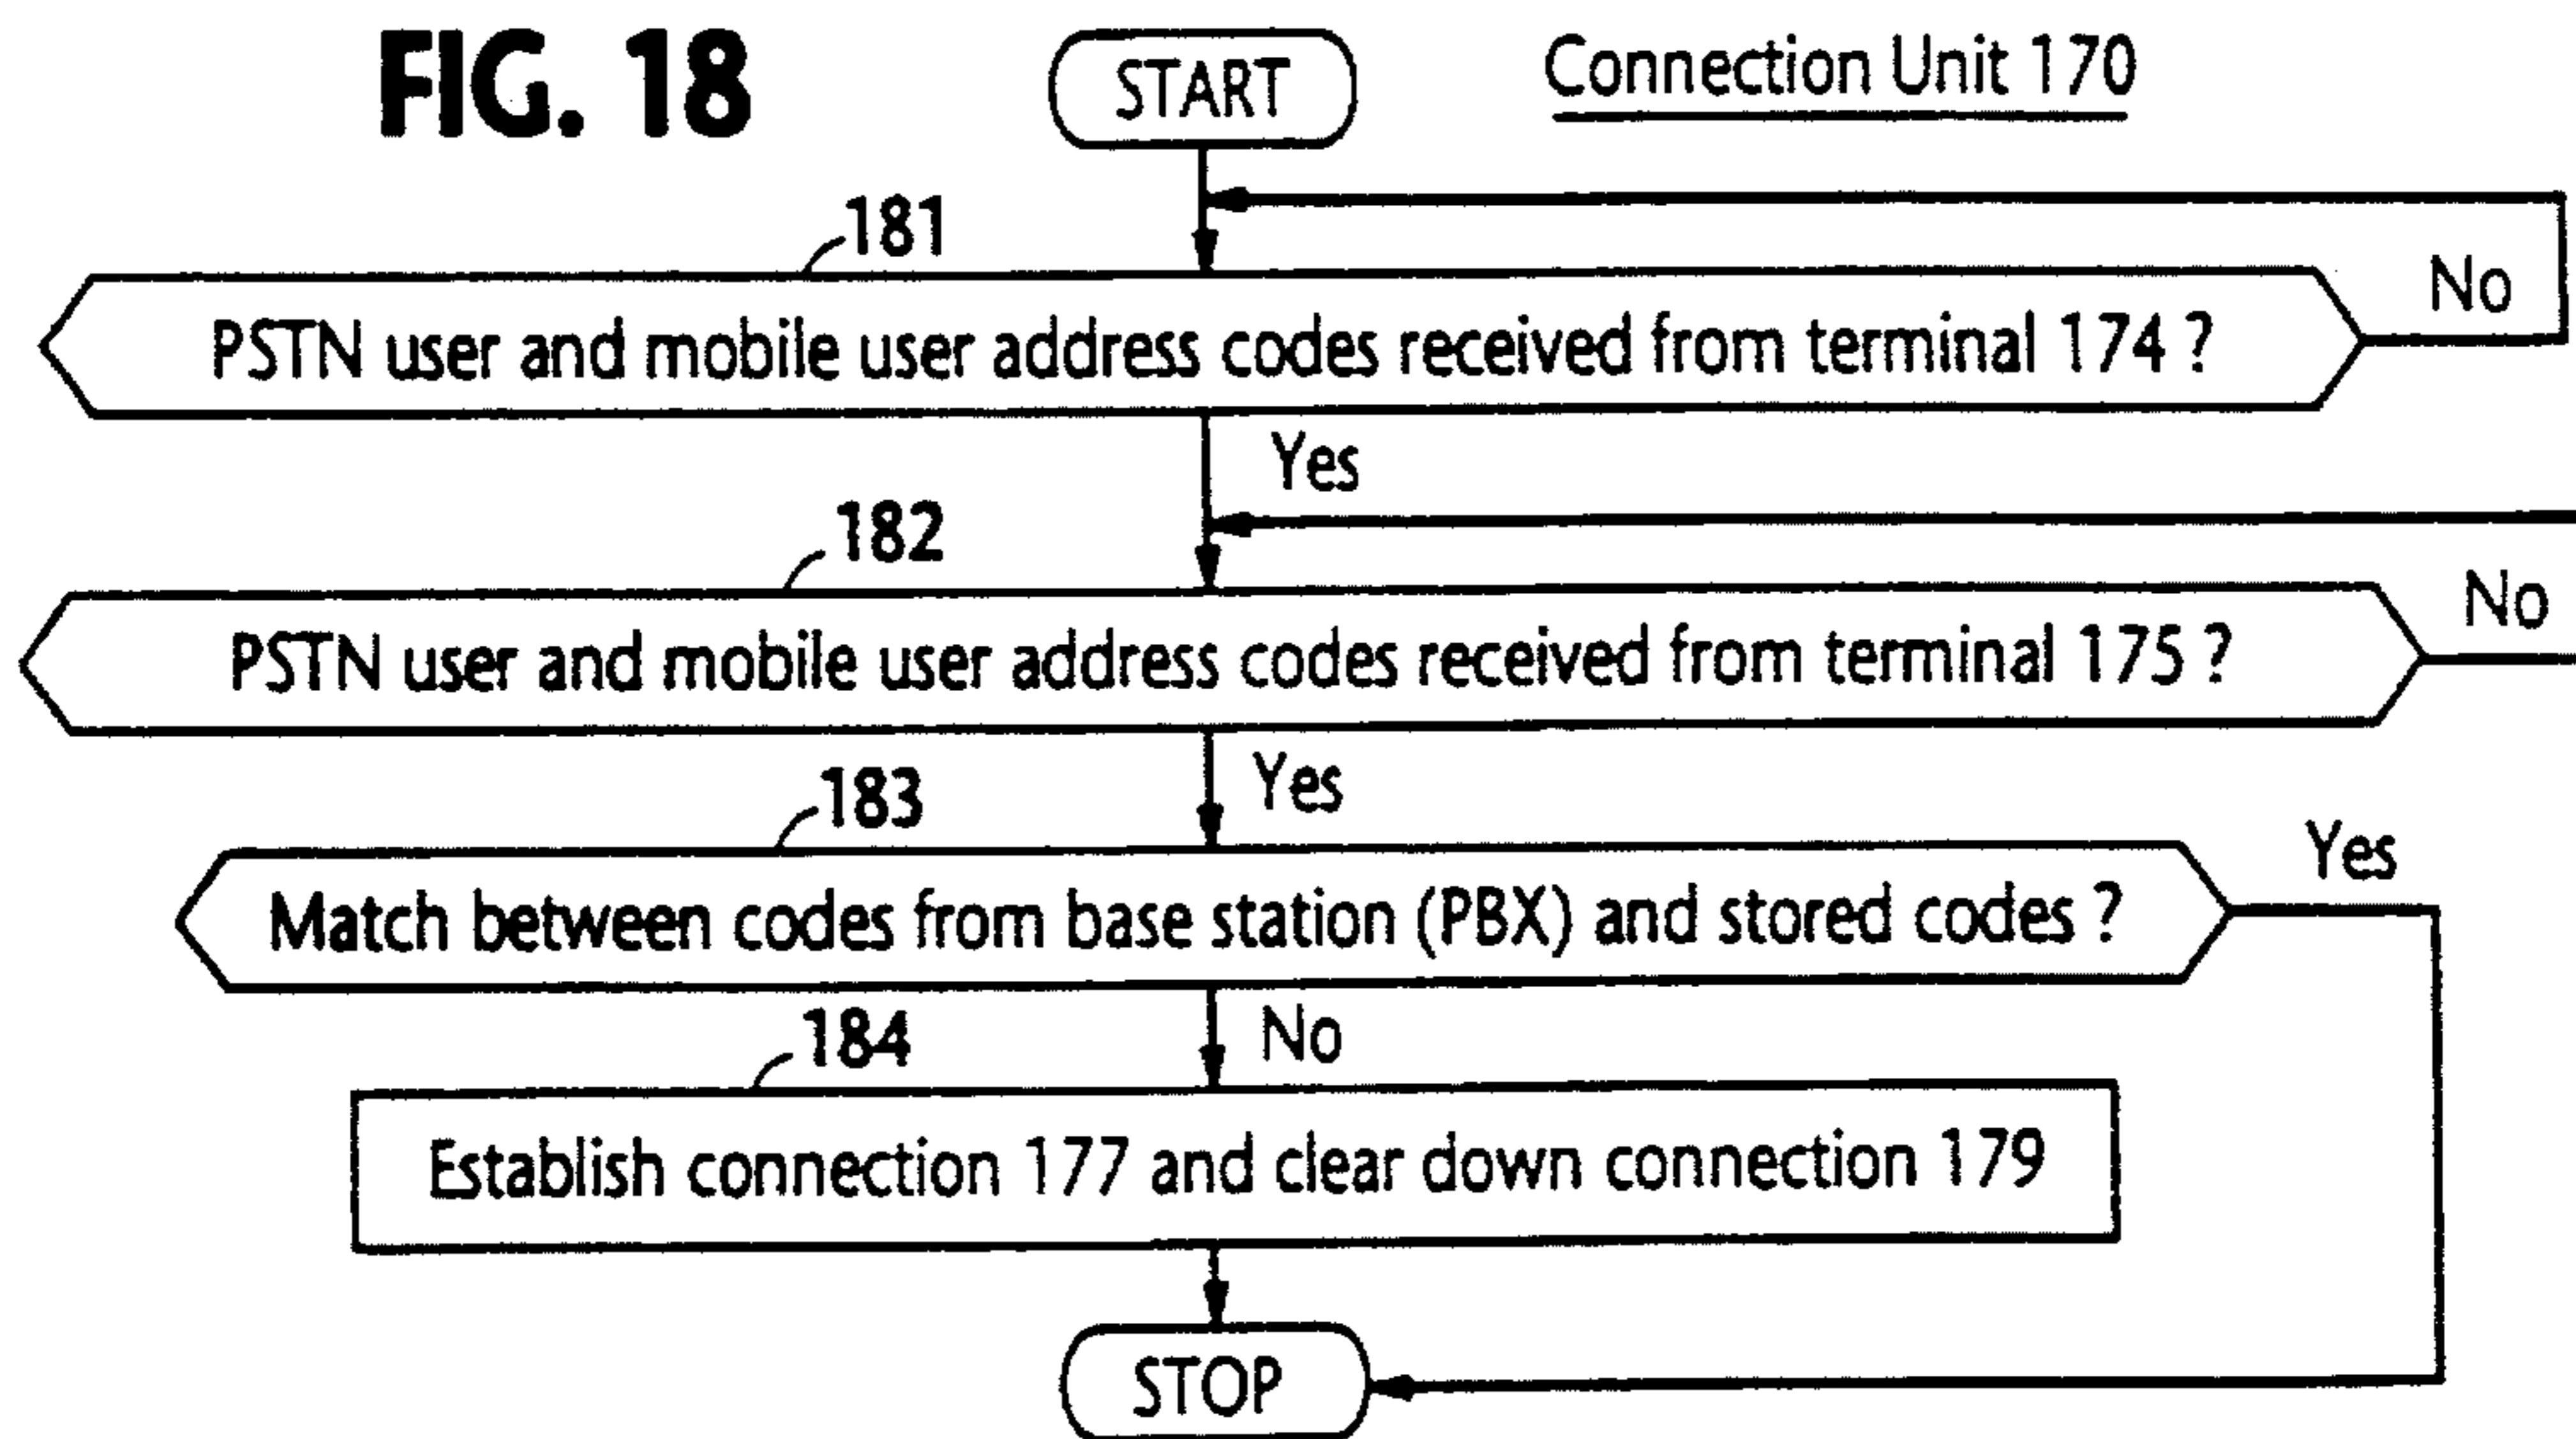 FIG. 18
START
Connection Unit 170
181
No
PSTN user and mobile user address codes received from terminal 174 ?
Yes
182
No
PSTN user and mobile user address codes received from terminal 175 ?
Yes
183
Yes
Match between codes from base station (PBX) and stored codes ?
No
184
Establish connection 177 and clear down connection 179
STOP